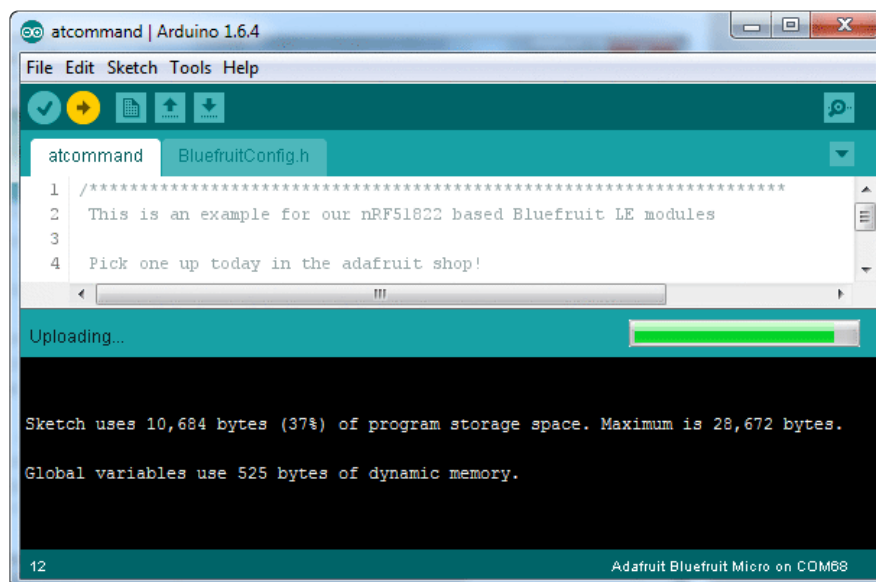 atcommand | Arduino 1.6.4
File Edit Sketch Tools Help
atcommand BluefruitConfig.h
1 /*********************************************************************
2 This is an example for our nRF51822 based Bluefruit LE modules
3
4 Pick one up today in the adafruit shop!
Uploading...
Sketch uses 10,684 bytes (37%) of program storage space. Maximum is 28,672 bytes.
Global variables use 525 bytes of dynamic memory.
12 Adafruit Bluefruit Micro on COM68